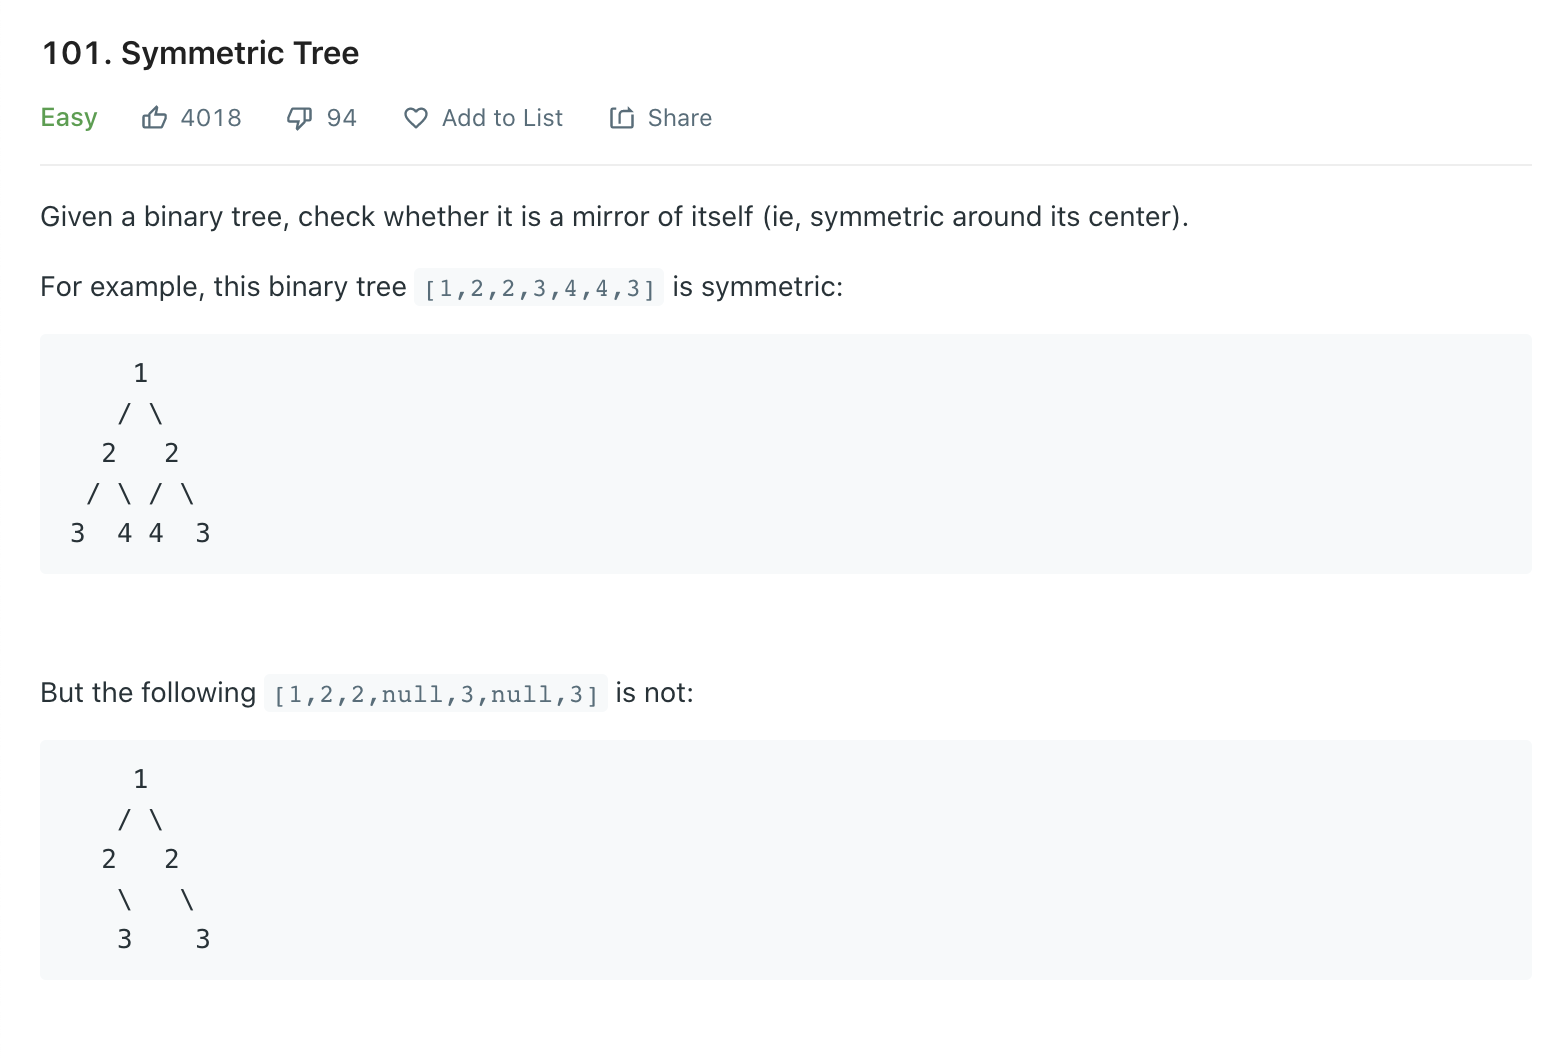 101. Symmetric Tree
Easy 4018 94 Add to List Share
Given a binary tree, check whether it is a mirror of itself (ie, symmetric around its center).
For example, this binary tree [1,2,2,3,4,4,3] is symmetric:
    1
   / \
  2   2
 / \ / \
3  4 4  3
But the following [1,2,2,null,3,null,3] is not:
    1
   / \
  2   2
   \   \
   3    3